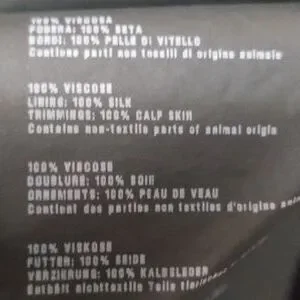 100% VISCOSA
FODERA: 100% SETA
BORDI: 100% PELLE DI VITELLO
Contiene parti non tessili di origine animale
100% VISCOSE
LINING: 100% SILK
TRIMMINGS: 100% CALF SKIN
Contains non-textile parts of animal origin
100% VISCOSE
DOUBLURE: 100% SOIE
ORNEMENTS: 100% PEAU DE VEAU
Contient des parties non textiles d'origine
100% VISKOSE
FUTTER: 100% SEIDE
VERZIERUNG: 100% KALBSLEDER
Enthält nichttextile Teile